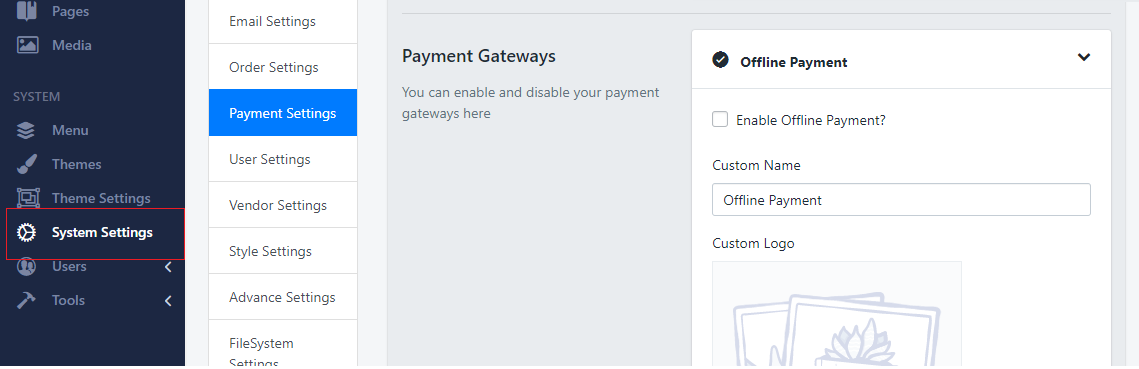 Pages
Media
SYSTEM
Menu
Themes
Theme Settings
System Settings
Users
Tools
Email Settings
Order Settings
Payment Settings
User Settings
Vendor Settings
Style Settings
Advance Settings
FileSystem
Settings
Payment Gateways
You can enable and disable your payment
gateways here
Offline Payment
Enable Offline Payment?
Custom Name
Offline Payment
Custom Logo